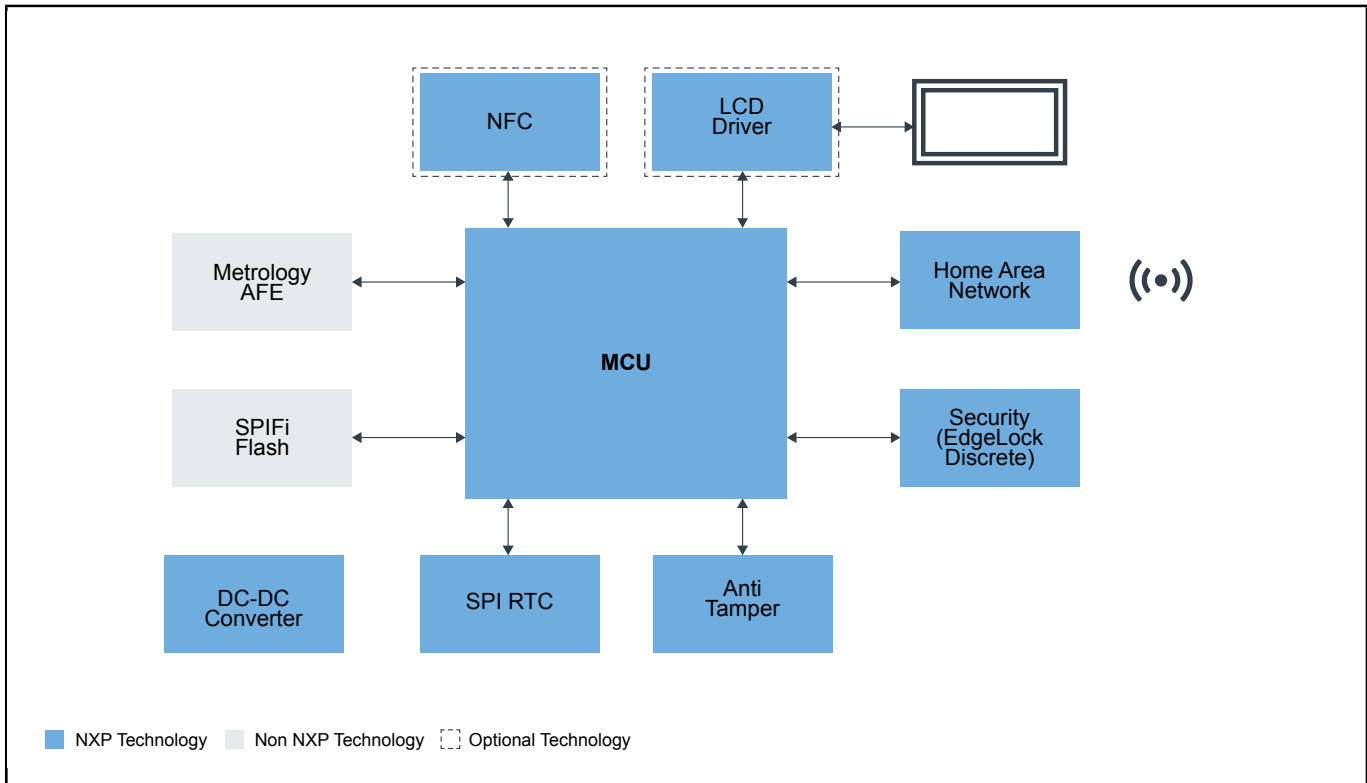 NFC
LCD
Driver
Metrology
AFE
MCU
Home Area
Network
SPIFi
Flash
Security
(EdgeLock
Discrete)
DC-DC
Converter
SPI RTC
Anti
Tamper
NXP Technology
Non NXP Technology
Optional Technology